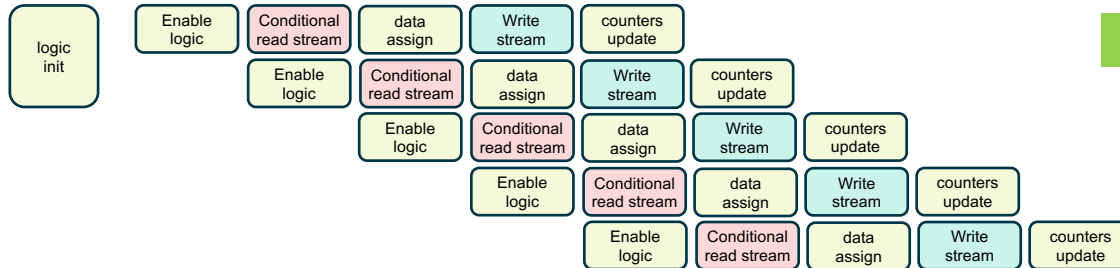 logic
init
Enable
logic
Conditional
read stream
data
assign
Write
stream
counters
update
Enable
logic
Conditional
read stream
data
assign
Write
stream
counters
update
Enable
logic
Conditional
read stream
data
assign
Write
stream
counters
update
Enable
logic
Conditional
read stream
data
assign
Write
stream
counters
update
Enable
logic
Conditional
read stream
data
assign
Write
stream
counters
update